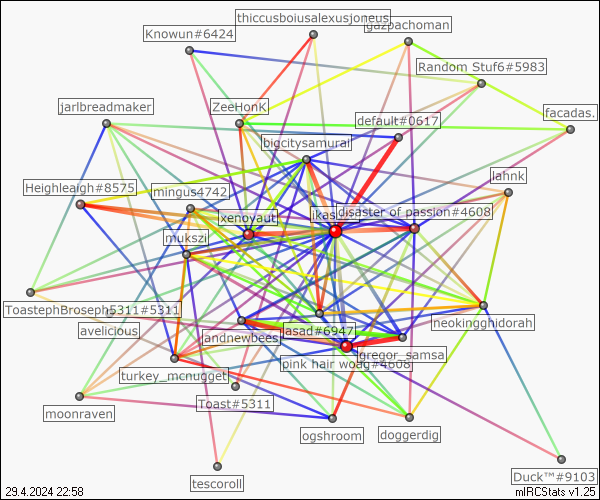 thiccusboiusalexusjoneus
gazpachoman
Knowun#6424
Random Stuf6#5983
jarlbreadmaker
ZeeHonK
default#0617
facadas.
bigcitysamurai
lahnk
Heighleaigh#8575
mingus4742
xenoyaut
disaster of passion#4608
mukszi
ToastephBroseph5311#5311
avelicious
andnewbees
jasad#6947
neokingghidorah
gregor_samsa
pink hair woag#4608
turkey_mcnugget
Toast#5311
moonraven
ogshroom
doggerdig
tescoroll
Duck™#9103
29.4.2024 22:58
mIRCStats v1.25